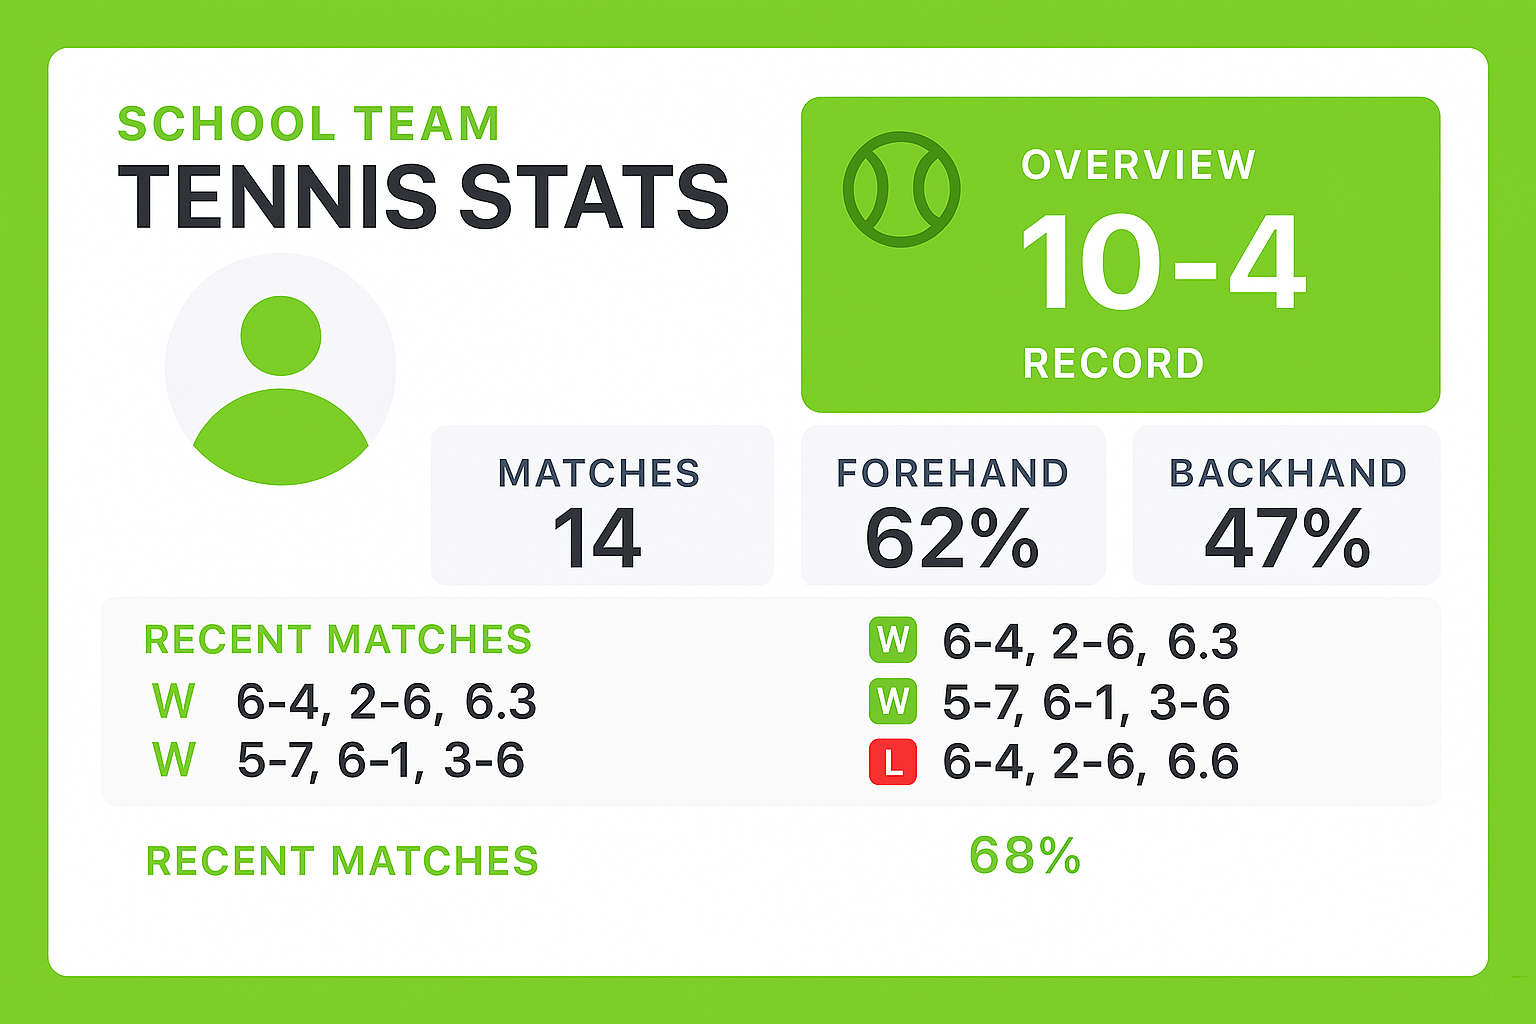 SCHOOL TEAM
TENNIS STATS
OVERVIEW
10-4
RECORD
MATCHES
14
FOREHAND
62%
BACKHAND
47%
RECENT MATCHES
W 6-4, 2-6, 6.3
W 5-7, 6-1, 3-6
W 6-4, 2-6, 6.3
W 5-7, 6-1, 3-6
L 6-4, 2-6, 6.6
RECENT MATCHES
68%